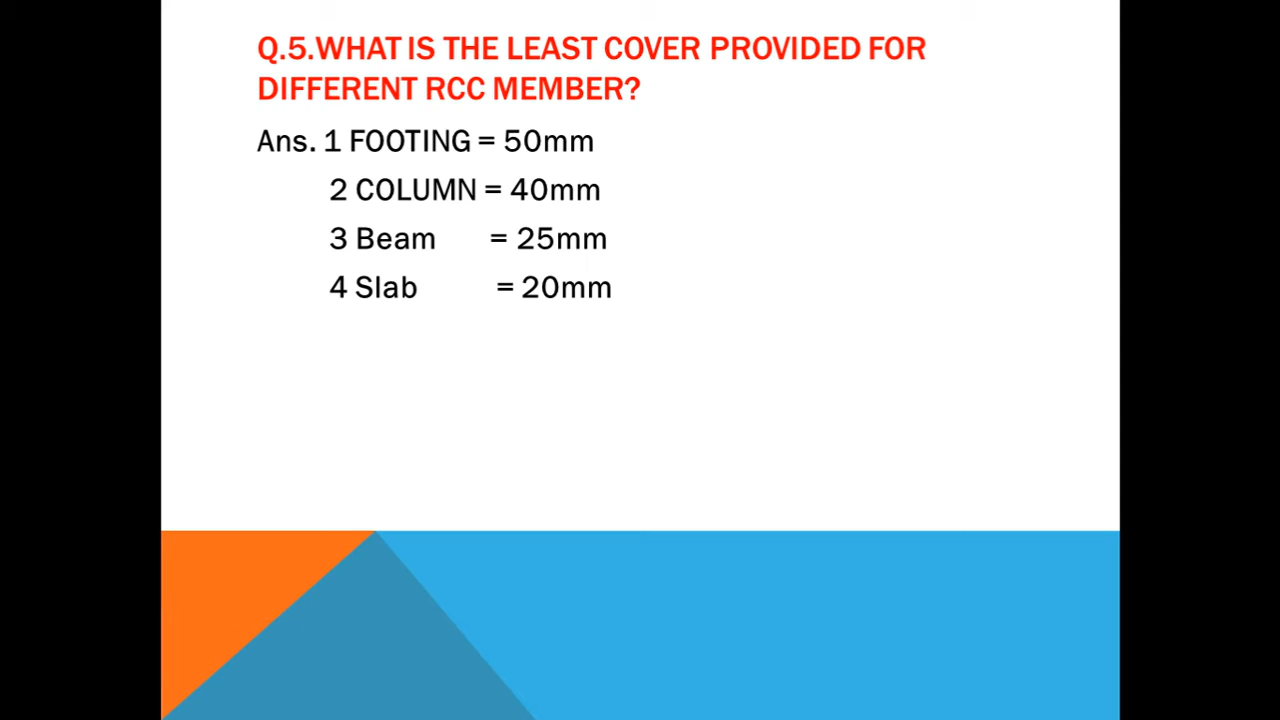 Q.5.WHAT IS THE LEAST COVER PROVIDED FOR
DIFFERENT RCC MEMBER?
Ans. 1 FOOTING = 50mm
2 COLUMN = 40mm
3 Beam = 25mm
4 Slab = 20mm